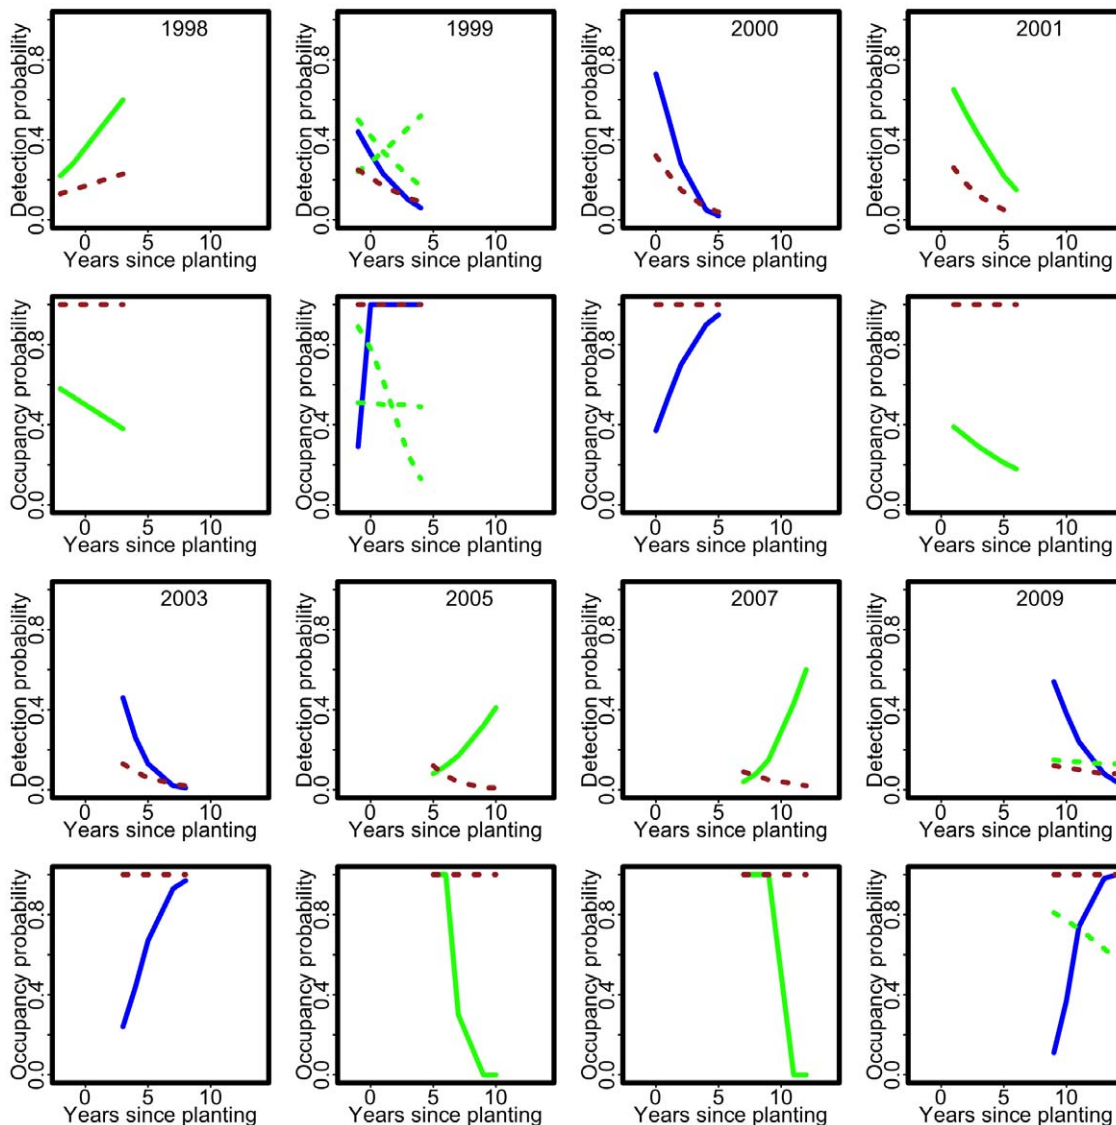 1998
Detection probability
0.0 0.4 0.8
0 5 10
Years since planting
1999
Detection probability
0.0 0.4 0.8
0 5 10
Years since planting
2000
Detection probability
0.0 0.4 0.8
0 5 10
Years since planting
2001
Detection probability
0.0 0.4 0.8
0 5 10
Years since planting
Occupancy probability
0.0 0.4 0.8
0 5 10
Years since planting
Occupancy probability
0.0 0.4 0.8
0 5 10
Years since planting
Occupancy probability
0.0 0.4 0.8
0 5 10
Years since planting
Occupancy probability
0.0 0.4 0.8
0 5 10
Years since planting
2003
Detection probability
0.0 0.4 0.8
0 5 10
Years since planting
2005
Detection probability
0.0 0.4 0.8
0 5 10
Years since planting
2007
Detection probability
0.0 0.4 0.8
0 5 10
Years since planting
2009
Detection probability
0.0 0.4 0.8
0 5 10
Years since planting
Occupancy probability
0.0 0.4 0.8
0 5 10
Years since planting
Occupancy probability
0.0 0.4 0.8
0 5 10
Years since planting
Occupancy probability
0.0 0.4 0.8
0 5 10
Years since planting
Occupancy probability
0.0 0.4 0.8
0 5 10
Years since planting